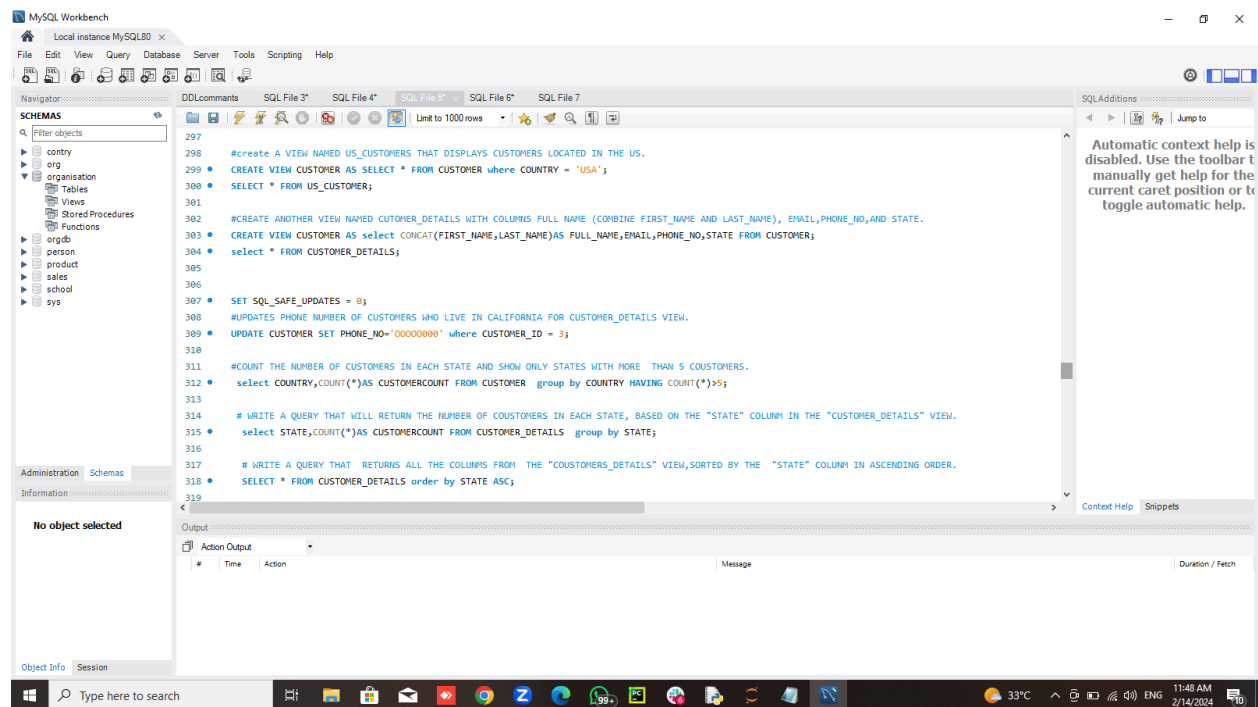 MySQL Workbench
Local instance MySQL80
File Edit View Query Database Server Tools Scripting Help
Navigator
SCHEMAS
Filter objects
contry
org
organisation
Tables
Views
Stored Procedures
Functions
orgdb
person
product
sales
school
sys
Administration Schemas
Information
No object selected
Object Info Session
DDLcommants SQL File 3* SQL File 4* SQL File 5* SQL File 6* SQL File 7
Limit to 1000 rows
297
298 #create a VIEW NAMED US_CUSTOMERS THAT DISPLAYS CUSTOMERS LOCATED IN THE US.
299 CREATE VIEW CUSTOMER AS SELECT * FROM CUSTOMER where COUNTRY = 'USA';
300 SELECT * FROM US_CUSTOMER;
301
302 #CREATE ANOTHER VIEW NAMED CUTOMER_DETAILS WITH COLUMNS FULL NAME (COMBINE FIRST_NAME AND LAST_NAME), EMAIL,PHONE_NO,AND STATE.
303 CREATE VIEW CUSTOMER AS select CONCAT(FIRST_NAME,LAST_NAME)AS FULL_NAME,EMAIL,PHONE_NO,STATE FROM CUSTOMER;
304 select * FROM CUSTOMER_DETAILS;
305
306
307 SET SQL_SAFE_UPDATES = 0;
308 #UPDATES PHONE NUMBER OF CUSTOMERS WHO LIVE IN CALIFORNIA FOR CUSTOMER_DETAILS VIEW.
309 UPDATE CUSTOMER SET PHONE_NO='OOOOO000' where CUSTOMER_ID = 3;
310
311 #COUNT THE NUMBER OF CUSTOMERS IN EACH STATE AND SHOW ONLY STATES WITH MORE THAN 5 COUSTOMERS.
312 select COUNTRY,COUNT(*)AS CUSTOMERCOUNT FROM CUSTOMER group by COUNTRY HAVING COUNT(*)>5;
313
314 # WRITE A QUERY THAT WILL RETURN THE NUMBER OF COUSTOMERS IN EACH STATE, BASED ON THE "STATE" COLUNM IN THE "CUSTOMER_DETAILS" VIEW.
315 select STATE,COUNT(*)AS CUSTOMERCOUNT FROM CUSTOMER_DETAILS group by STATE;
316
317 # WRITE A QUERY THAT RETURNS ALL THE COLUNMS FROM THE "COUSTOMERS_DETAILS" VIEW,SORTED BY THE "STATE" COLUNM IN ASCENDING ORDER.
318 SELECT * FROM CUSTOMER_DETAILS order by STATE ASC;
319
Output
Action Output
# Time Action Message Duration / Fetch
SQLAdditions
Jump to
Automatic context help is
disabled. Use the toolbar t
manually get help for the
current caret position or to
toggle automatic help.
Context Help Snippets
Type here to search
99+
33°C
ENG
11:48 AM
2/14/2024